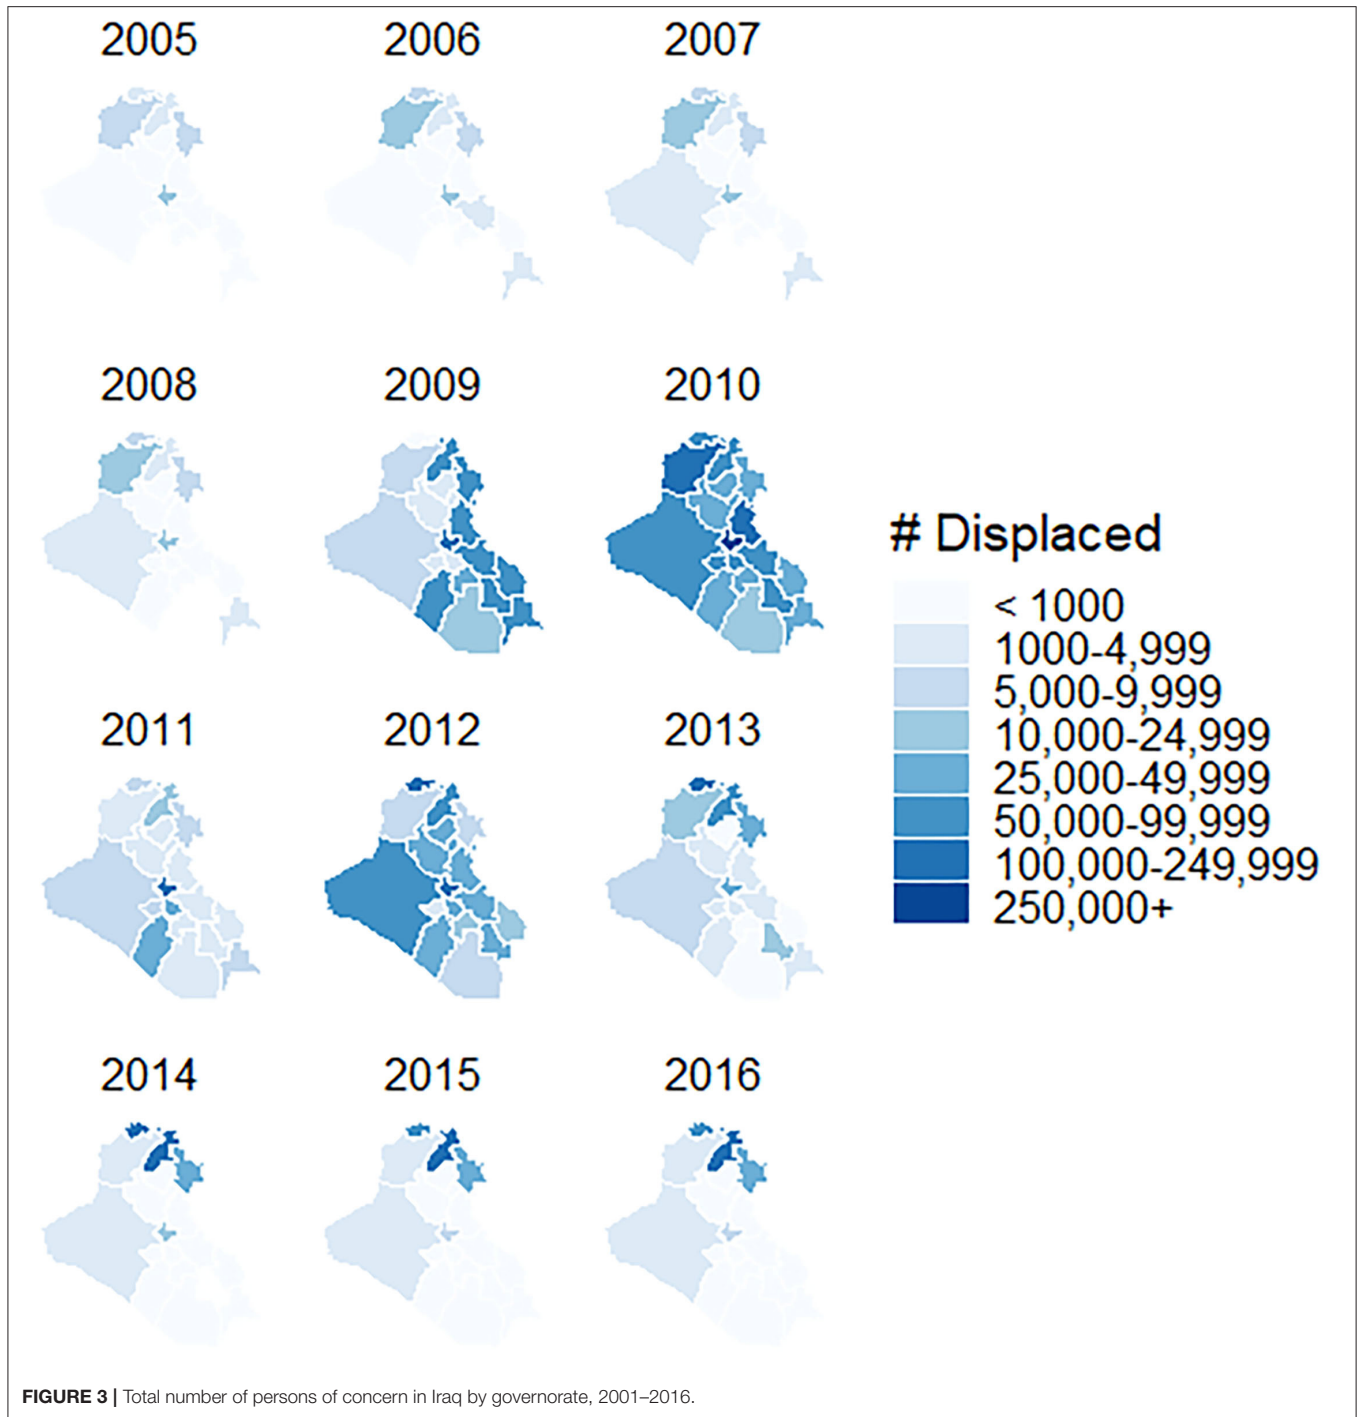 2005 2006 2007
2008 2009 2010
# Displaced
< 1000
1000-4,999
5,000-9,999
10,000-24,999
25,000-49,999
50,000-99,999
100,000-249,999
250,000+
2011 2012 2013
2014 2015 2016
FIGURE 3 | Total number of persons of concern in Iraq by governorate, 2001–2016.